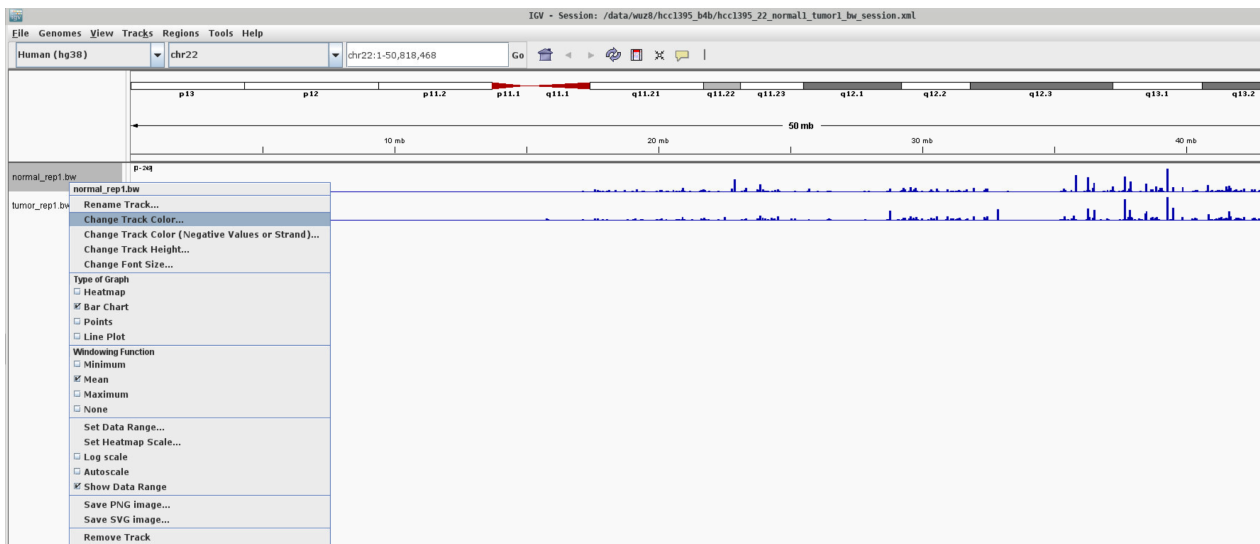 IGV - Session: /data/wuz8/hcc1395_b4b/hcc1395_22_normal1_tumor1_bw_session.xml
File Genomes View Tracks Regions Tools Help
Human (hg38) chr22 chr22:1-50,818,468 Go
p13 p12 p11.2 p11.1 q11.1 q11.21 q11.22 q11.23 q12.1 q12.2 q12.3 q13.1 q13.2
50 mb
10 mb 20 mb 30 mb 40 mb
normal_rep1.bw
tumor_rep1.bw
normal_rep1.bw
Rename Track...
Change Track Color...
Change Track Color (Negative Values or Strand)...
Change Track Height...
Change Font Size...
Type of Graph
Heatmap
Bar Chart
Points
Line Plot
Windowing Function
Minimum
Mean
Maximum
None
Set Data Range...
Set Heatmap Scale...
Log scale
Autoscale
Show Data Range
Save PNG image...
Save SVG image...
Remove Track